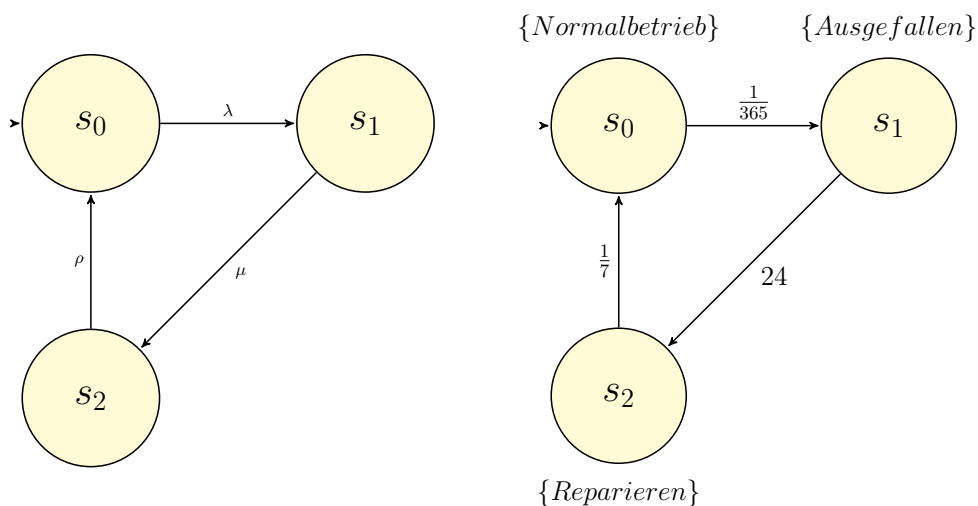 {Normalbetrieb} {Ausgefallen}
s₀ λ s₁
ρ μ
s₂
s₀ 1/365 s₁
1/7 24
s₂
{Reparieren}